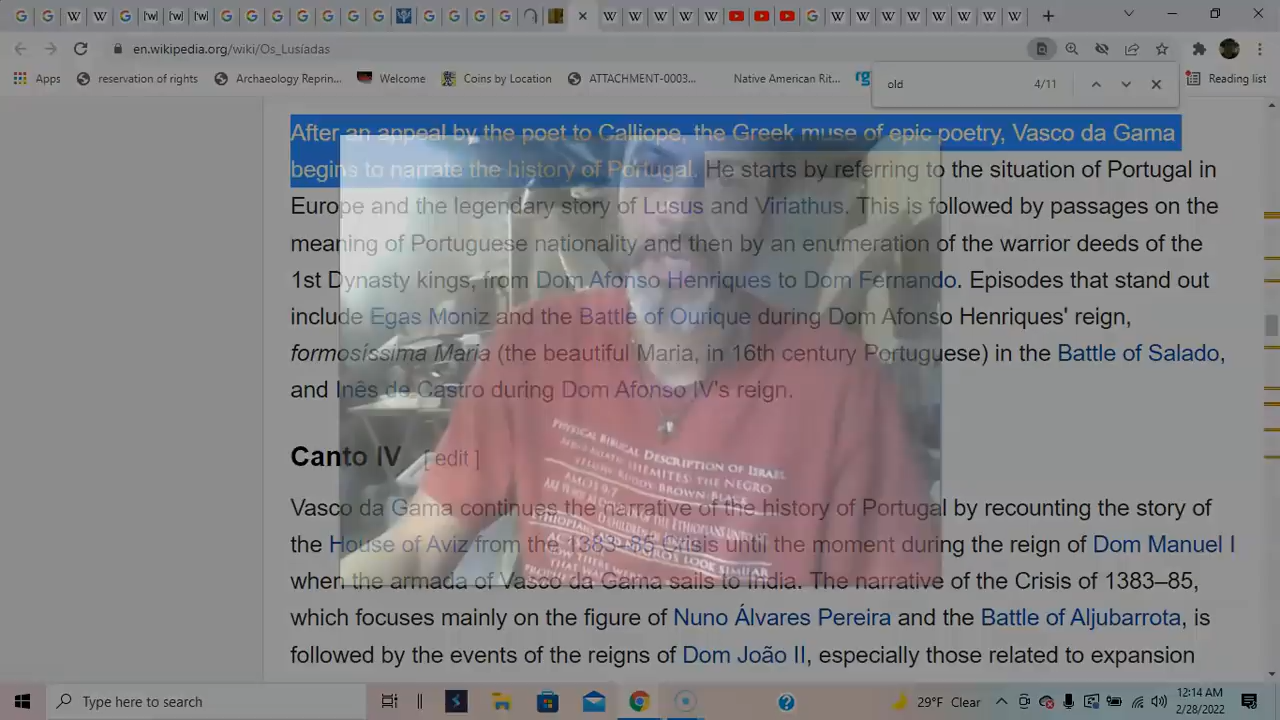 en.wikipedia.org/wiki/Os_Lusíadas
Apps
reservation of rights
Archaeology Reprin...
Welcome
Coins by Location
ATTACHMENT-0003...
Native American Rit...
Reading list
old
4/11
After an appeal by the poet to Calliope, the Greek muse of epic poetry, Vasco da Gama
begins to narrate the history of Portugal. He starts by referring to the situation of Portugal in
Europe and the legendary story of Lusus and Viriathus. This is followed by passages on the
meaning of Portuguese nationality and then by an enumeration of the warrior deeds of the
1st Dynasty kings, from Dom Afonso Henriques to Dom Fernando. Episodes that stand out
include Egas Moniz and the Battle of Ourique during Dom Afonso Henriques' reign,
formosíssima Maria (the beautiful Maria, in 16th century Portuguese) in the Battle of Salado,
and Inês de Castro during Dom Afonso IV's reign.
Canto IV [ edit ]
Vasco da Gama continues the narrative of the history of Portugal by recounting the story of
the House of Aviz from the 1383–85 Crisis until the moment during the reign of Dom Manuel I
when the armada of Vasco da Gama sails to India. The narrative of the Crisis of 1383–85,
which focuses mainly on the figure of Nuno Álvares Pereira and the Battle of Aljubarrota, is
followed by the events of the reigns of Dom João II, especially those related to expansion
PHYSICAL BIBLICAL DESCRIPTION OF ISRAEL
SHEMITES: THE NEGRO
BROWN BLACK
AMOS 9:7
LOOK SIMILAR
Type here to search
29°F Clear
12:14 AM
2/28/2022